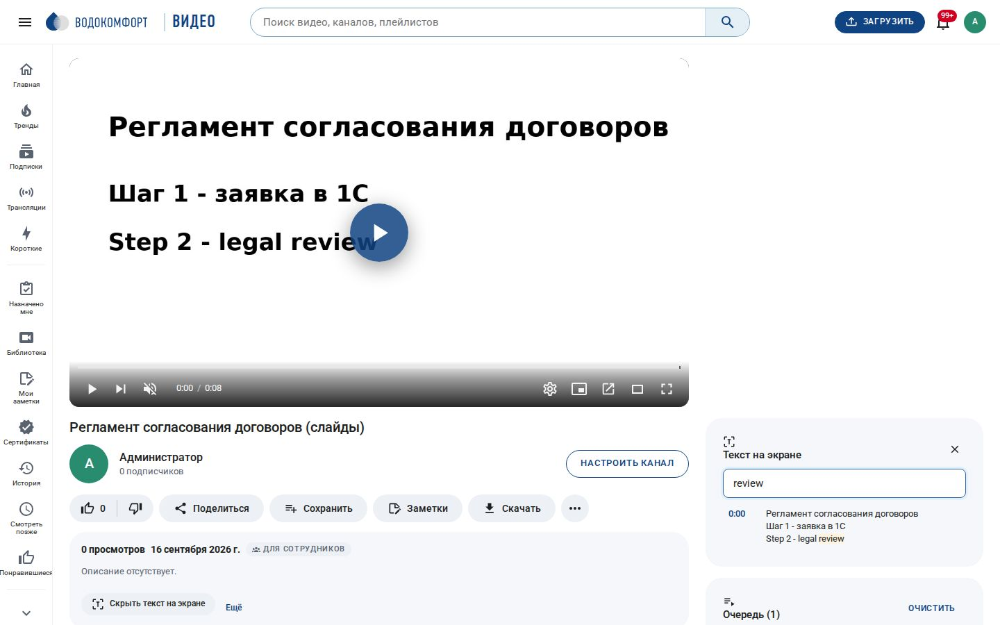 ВОДОКОМФОРТ
ВИДЕО
Поиск видео, каналов, плейлистов
ЗАГРУЗИТЬ
99+
А
Главная
Тренды
Подписки
Трансляции
Короткие
Назначено
мне
Библиотека
Мои
заметки
Сертификаты
История
Смотреть
позже
Понравившиеся
Регламент согласования договоров
Шаг 1 - заявка в 1С
Step 2 - legal review
0:00 / 0:08
Регламент согласования договоров (слайды)
А
Администратор
0 подписчиков
НАСТРОИТЬ КАНАЛ
0
Поделиться
Сохранить
Заметки
Скачать
0 просмотров 16 сентября 2026 г. ДЛЯ СОТРУДНИКОВ
Описание отсутствует.
Скрыть текст на экране
Ещё
Текст на экране
review
0:00
Регламент согласования договоров
Шаг 1 - заявка в 1С
Step 2 - legal review
Очередь (1)
ОЧИСТИТЬ